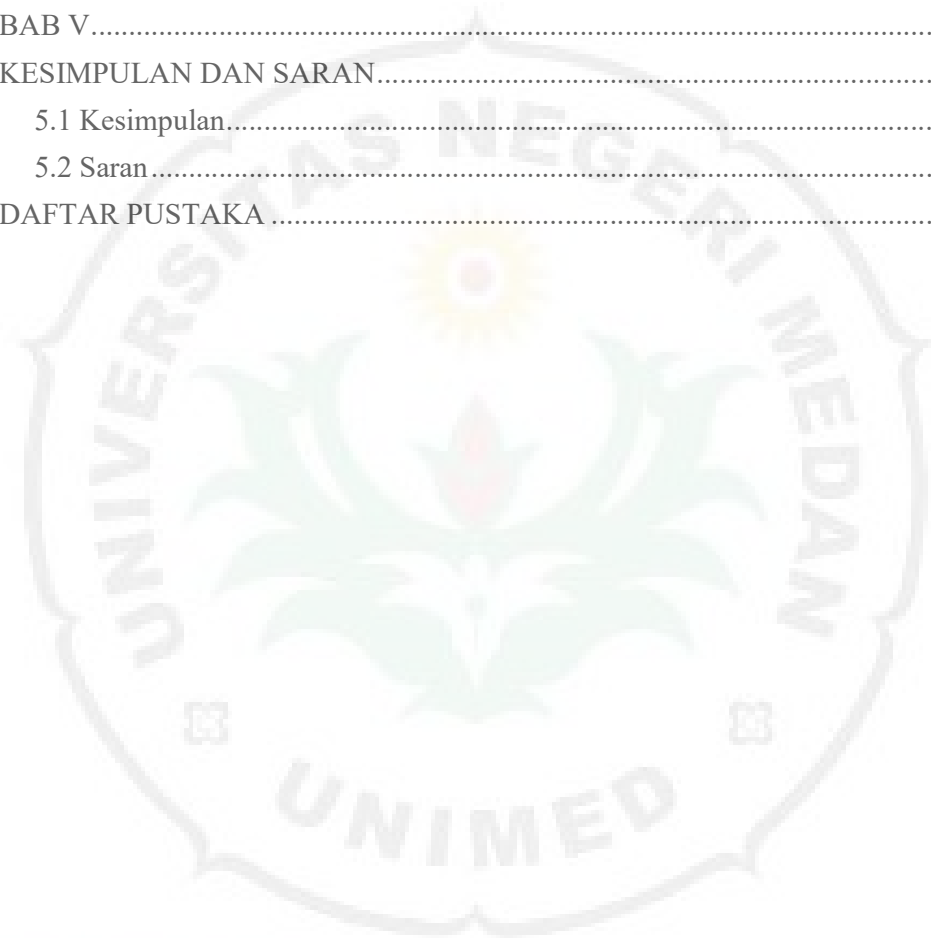 BAB V....................................................................................................
KESIMPULAN DAN SARAN....................................................................
5.1 Kesimpulan....................................................................................
5.2 Saran..............................................................................................
DAFTAR PUSTAKA................................................................................
UNIVERSITAS NEGERI MEDAN
UNIMED